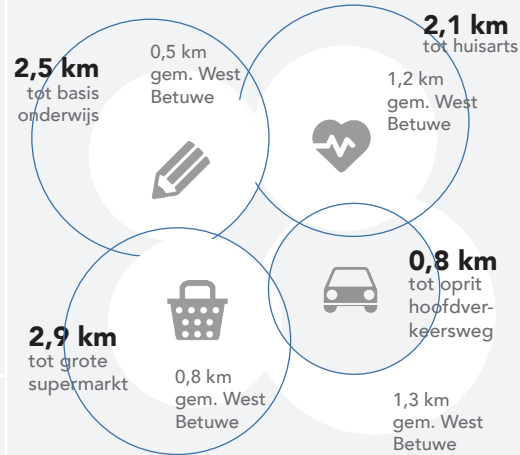 2,5 km
tot basis
onderwijs
0,5 km
gem. West
Betuwe
2,1 km
tot huisarts
1,2 km
gem. West
Betuwe
2,9 km
tot grote
supermarkt
0,8 km
gem. West
Betuwe
0,8 km
tot oprit
hoofdver-
keersweg
1,3 km
gem. West
Betuwe